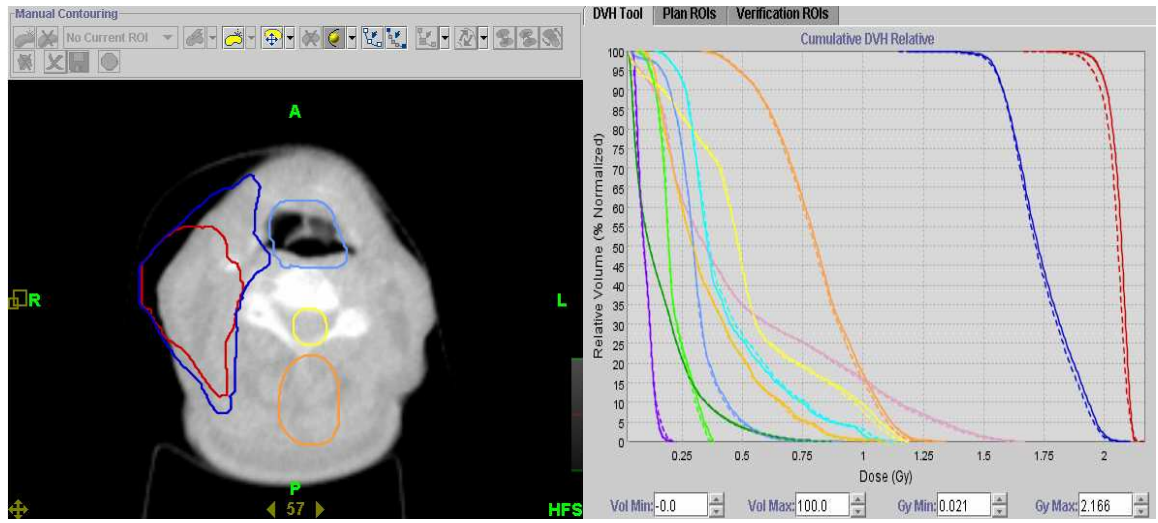 Manual Contouring
No Current ROI
A
R
L
P
57
HFS
DVH Tool Plan ROIs Verification ROIs
Cumulative DVH Relative
Relative Volume (% Normalized)
100
95
90
85
80
75
70
65
60
55
50
45
40
35
30
25
20
15
10
5
0
0.25 0.5 0.75 1 1.25 1.5 1.75 2
Dose (Gy)
Vol Min: -0.0 Vol Max: 100.0 Gy Min: 0.021 Gy Max: 2.166